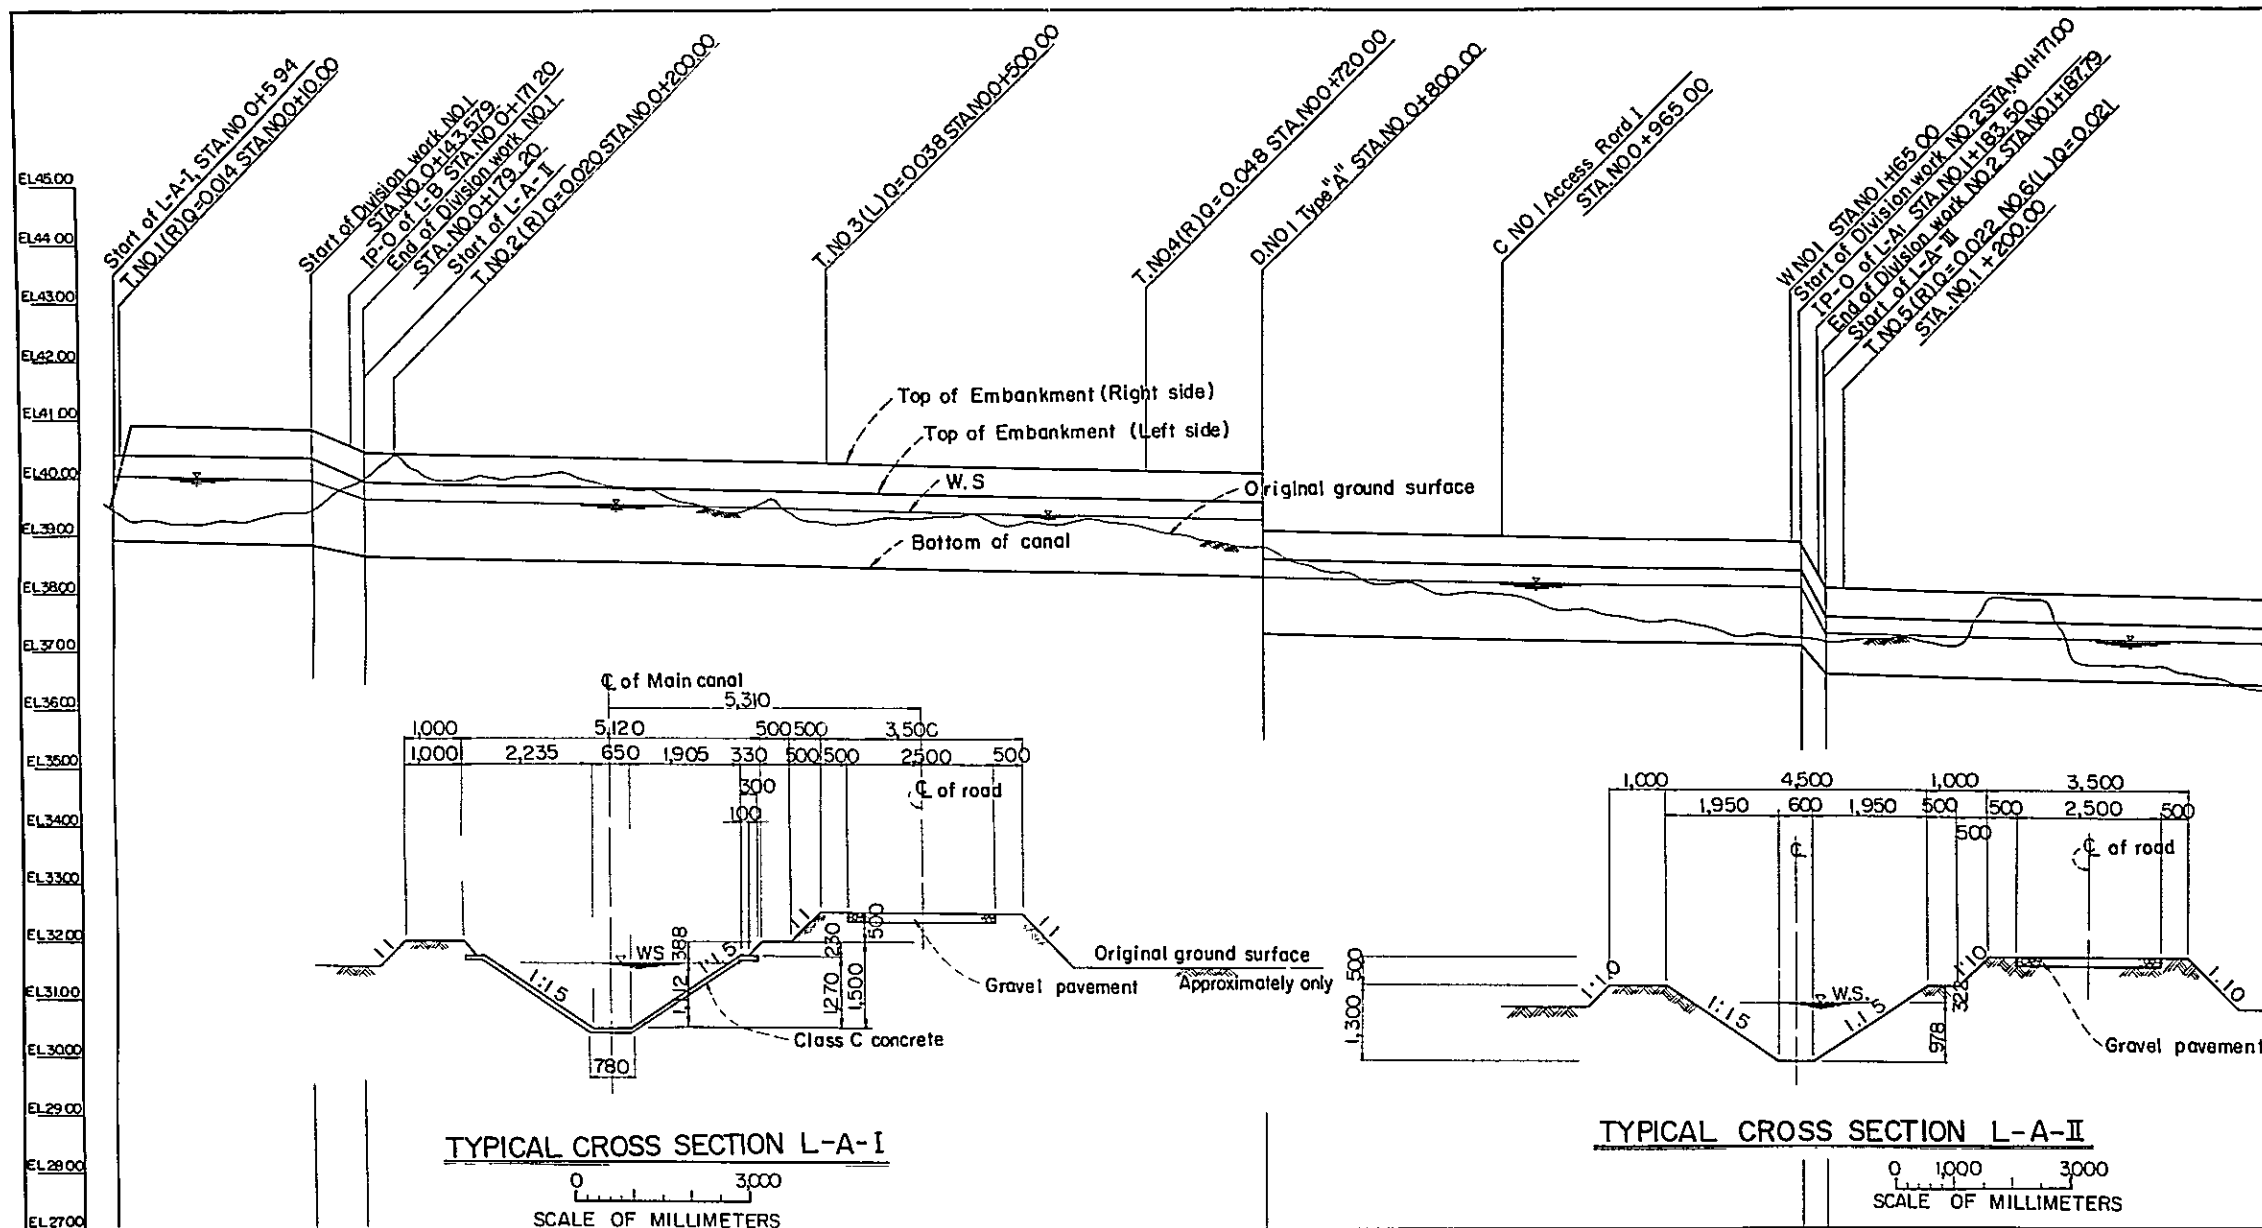 Start of L-A-I, STA.NO 0+5.94
T.NO.1(R)Q=0.014 STA.NO.0+10.00
Start of Division work NO.1
STA.NO.0+143.579
IP-O of L-B STA.NO 0+171.20
End of Division work NO.1
STA.NO.0+179.20
Start of L-A-II
T.NO.2(R)Q=0.020 STA.NO.0+200.00
T.NO 3(L)Q=0.038 STA.NO0+500.00
T.NO.4(R)Q=0.048 STA.NO0+720.00
D.NO1 Type"A" STA.NO.0+800.00
C NO.1 Access Rord I
STA.NO0+965.00
W NO1 STA.NO 1+165.00
Start of Division work NO.2 STA.NO.1+171.00
IP-O of L-A1 STA.NO.1+183.50
End of Division work NO.2 STA.NO.1+187.79
Start of L-A-III
T.NO.5(R)Q=0.022 NO.6(L)Q=0.021
STA.NO.1+200.00
EL45.00
EL44.00
EL43.00
EL42.00
EL41.00
EL40.00
EL39.00
EL38.00
EL37.00
EL36.00
EL35.00
EL34.00
EL33.00
EL32.00
EL31.00
EL30.00
EL29.00
EL28.00
EL27.00
Top of Embankment (Right side)
Top of Embankment (Left side)
W.S
Original ground surface
Bottom of canal
℄ of Main canal
5,310
1,000 5,120 500 500 3,500
1,000 2,235 650 1,905 330 500 500 2500 500
300
100
℄ of road
1:1 1:1.5 WS 1:1.5 1:1 1:1
388
1,112
230
1,270
500
1,500
780
Original ground surface
Approximately only
Gravel pavement
Class C concrete
TYPICAL CROSS SECTION L-A-I
0 3,000
SCALE OF MILLIMETERS
1,000 4,500 1,000 3,500
1,950 600 1,950 500 500 2,500 500
500
℄
℄ of road
500
1,300
1:1.0 1:1.5 W.S. 1:1.5 1:1.0 1:1.0
322
978
Gravel pavement
TYPICAL CROSS SECTION L-A-II
0 1,000 3,000
SCALE OF MILLIMETERS